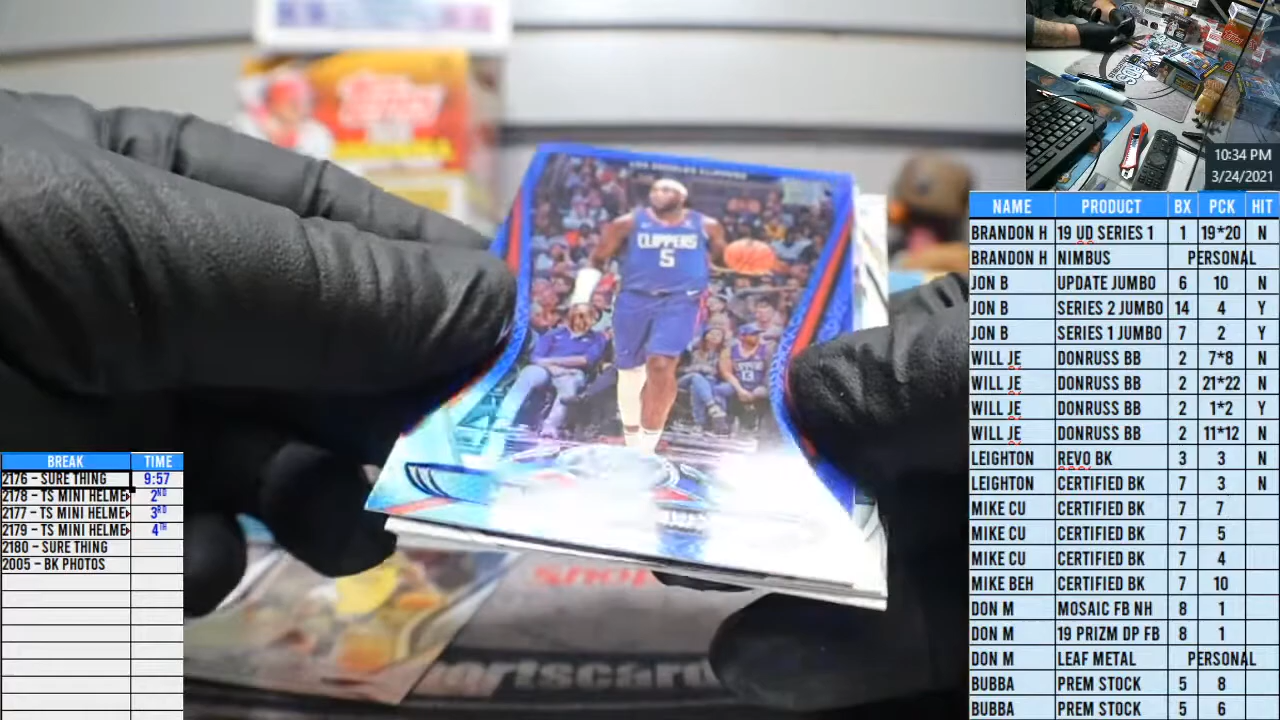 10:34 PM
3/24/2021
NAME PRODUCT BX PCK HIT
BRANDON H 19 UD SERIES 1 1 19*20 N
BRANDON H NIMBUS PERSONAL
JON B UPDATE JUMBO 6 10 N
JON B SERIES 2 JUMBO 14 4 Y
JON B SERIES 1 JUMBO 7 2 Y
WILL JE DONRUSS BB 2 7*8 N
WILL JE DONRUSS BB 2 21*22 N
WILL JE DONRUSS BB 2 1*2 Y
WILL JE DONRUSS BB 2 11*12 N
LEIGHTON REVO BK 3 3 N
LEIGHTON CERTIFIED BK 7 3 N
MIKE CU CERTIFIED BK 7 7
MIKE CU CERTIFIED BK 7 5
MIKE CU CERTIFIED BK 7 4
MIKE BEH CERTIFIED BK 7 10
DON M MOSAIC FB NH 8 1
DON M 19 PRIZM DP FB 8 1
DON M LEAF METAL PERSONAL
BUBBA PREM STOCK 5 8
BUBBA PREM STOCK 5 6
BREAK TIME
2176 - SURE THING 9:57
2178 - TS MINI HELME 2ND
2177 - TS MINI HELME 3RD
2179 - TS MINI HELME 4TH
2180 - SURE THING
2005 - BK PHOTOS
Topps
LOS ANGELES CLIPPERS
CLIPPERS
5
13
ortscard